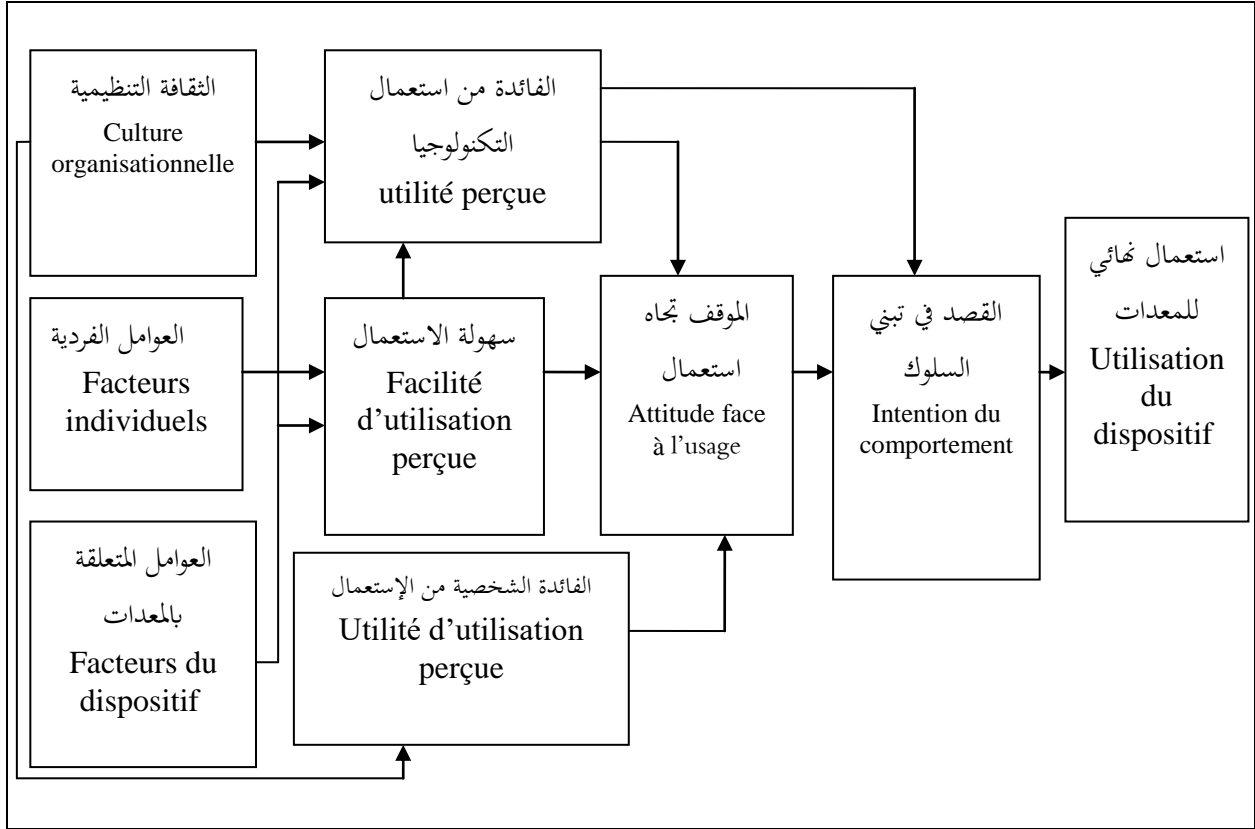 الثقافة التنظيمية
Culture
organisationnelle
الفائدة من استعمال
التكنولوجيا
utilité perçue
العوامل الفردية
Facteurs
individuels
سهولة الاستعمال
Facilité
d’utilisation
perçue
الموقف تجاه
استعمال
Attitude face
à l’usage
القصد في تبني
السلوك
Intention du
comportement
استعمال نهائي
للمعدات
Utilisation
du
dispositif
العوامل المتعلقة
بالمعدات
Facteurs du
dispositif
الفائدة الشخصية من الإستعمال
Utilité d’utilisation
perçue